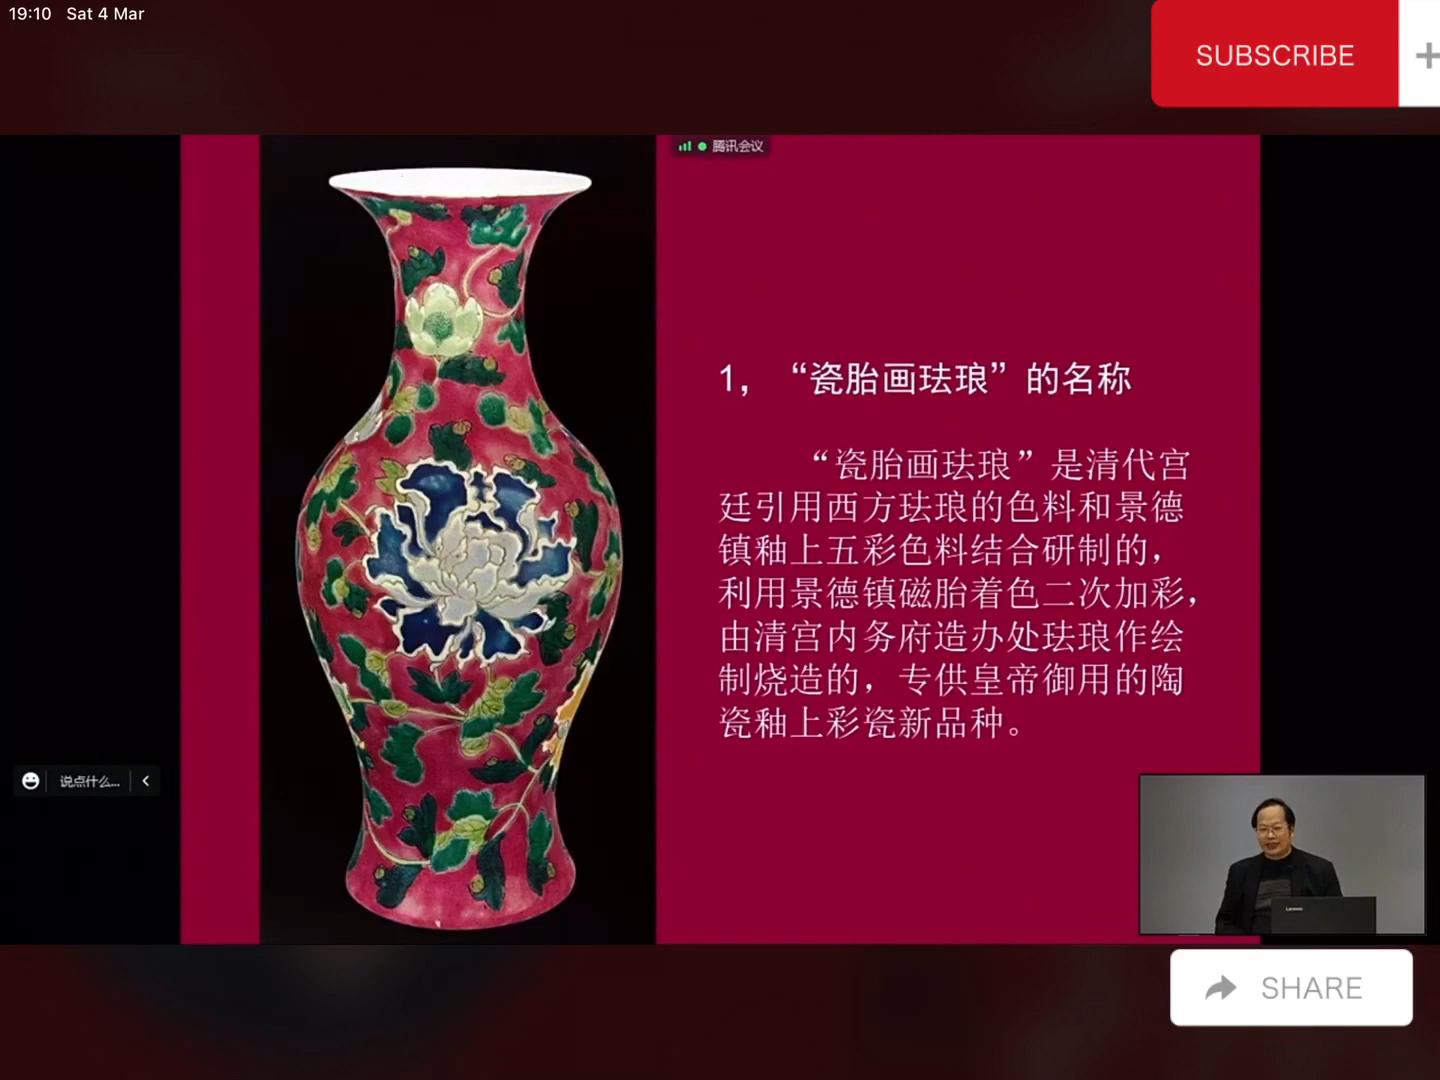 19:10 Sat 4 Mar
SUBSCRIBE
腾讯会议
1，“瓷胎画珐琅”的名称
“瓷胎画珐琅”是清代宫
廷引用西方珐琅的色料和景德
镇釉上五彩色料结合研制的，
利用景德镇磁胎着色二次加彩，
由清宫内务府造办处珐琅作绘
制烧造的，专供皇帝御用的陶
瓷釉上彩瓷新品种。
说点什么...
Lenovo
SHARE